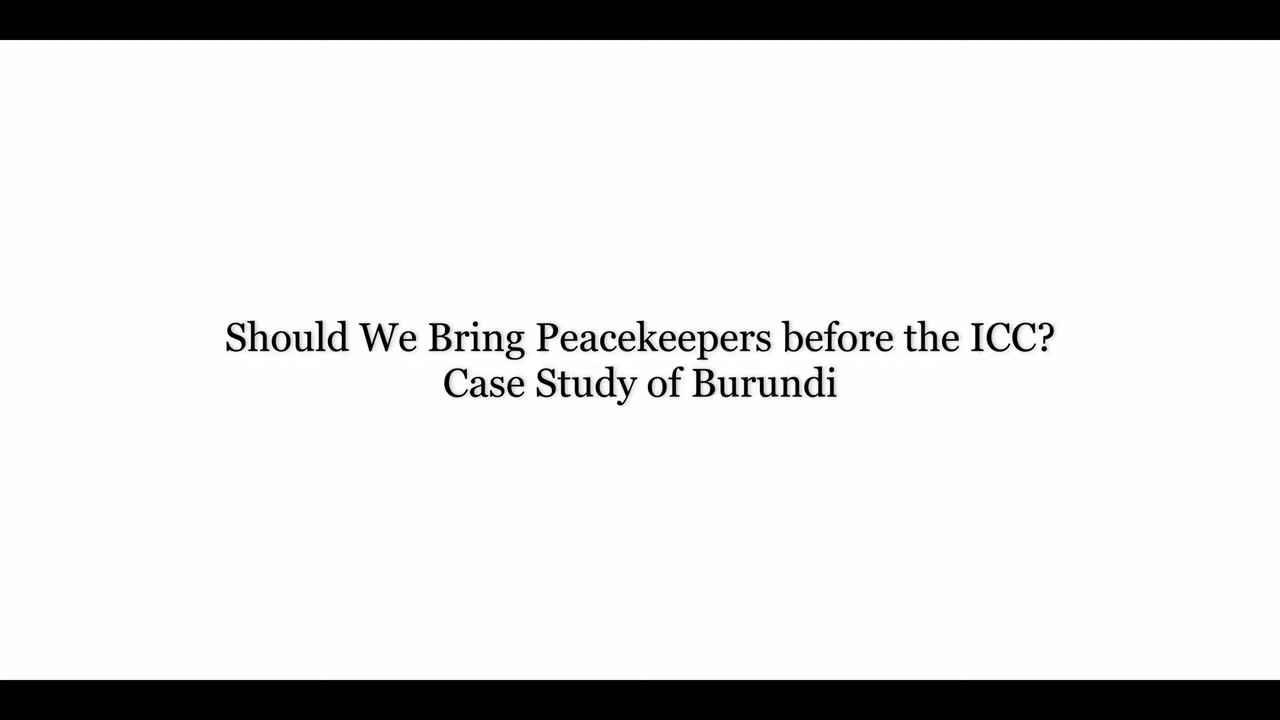 Should We Bring Peacekeepers before the ICC?
Case Study of Burundi